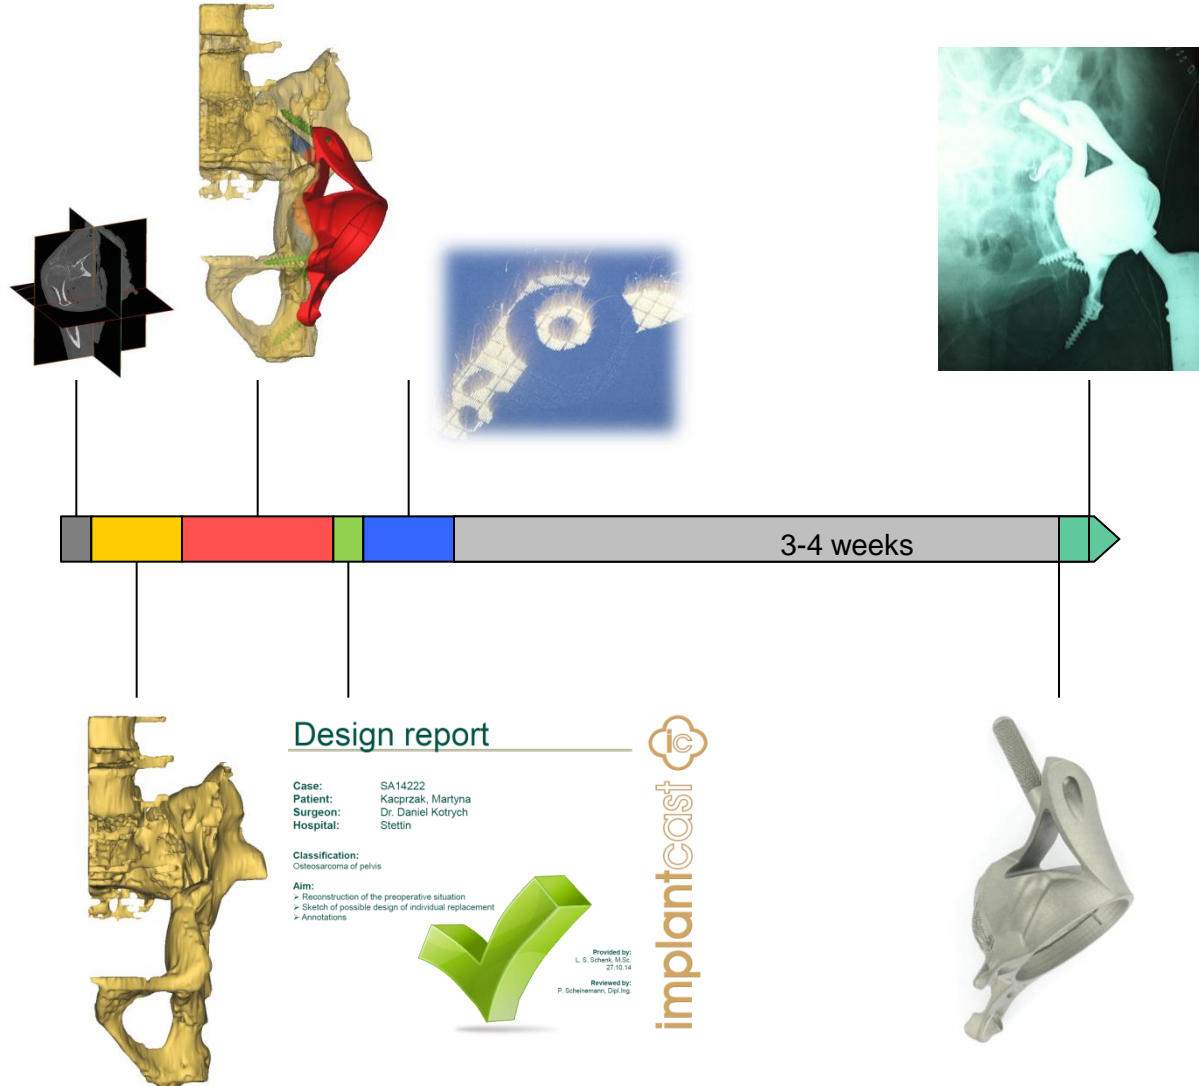 3-4 weeks
Design report
Case: SA14222
Patient: Kacprzak, Martyna
Surgeon: Dr. Daniel Kotrych
Hospital: Stettin
Classification:
Osteosarcoma of pelvis
Aim:
➢ Reconstruction of the preoperative situation
➢ Sketch of possible design of individual replacement
➢ Annotations
Provided by:
L. S. Schenk, M.Sc.
27.10.14
Reviewed by:
P. Scheinemann, Dipl.Ing.
ic
implantcast